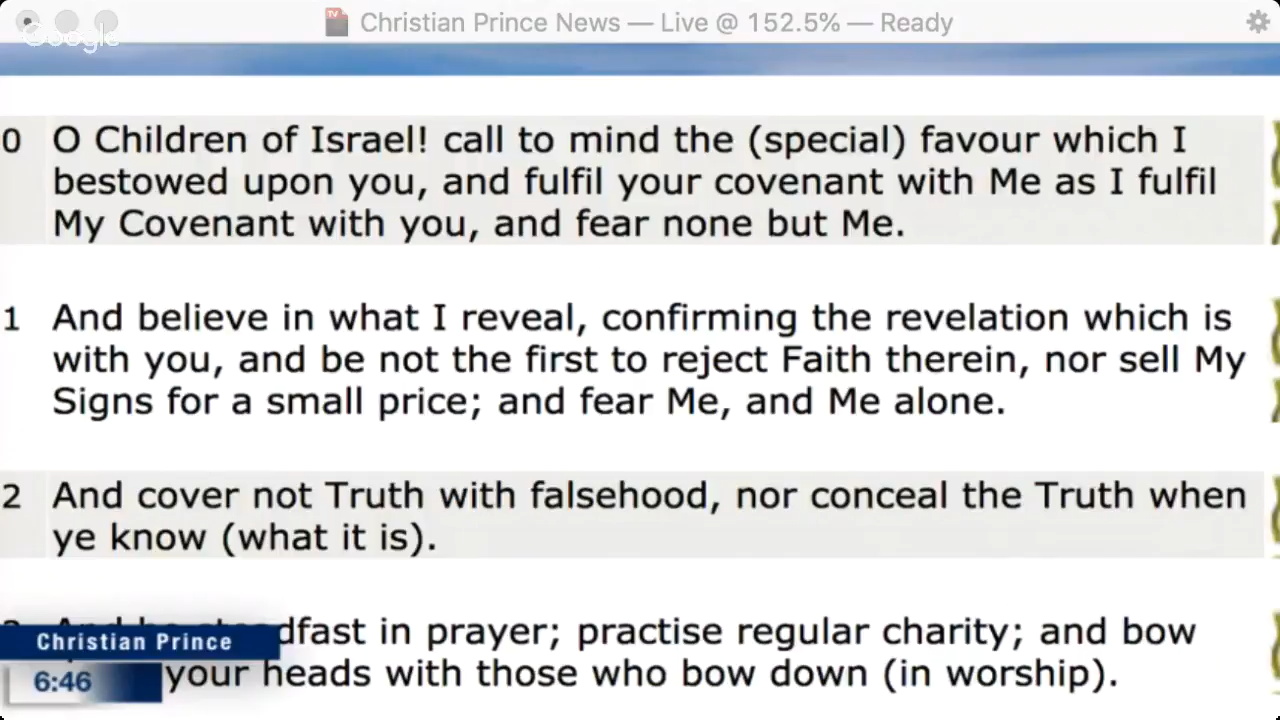 Christian Prince News — Live @ 152.5% — Ready
Google
0 O Children of Israel! call to mind the (special) favour which I
bestowed upon you, and fulfil your covenant with Me as I fulfil
My Covenant with you, and fear none but Me.
1 And believe in what I reveal, confirming the revelation which is
with you, and be not the first to reject Faith therein, nor sell My
Signs for a small price; and fear Me, and Me alone.
2 And cover not Truth with falsehood, nor conceal the Truth when
ye know (what it is).
And be steadfast in prayer; practise regular charity; and bow
your heads with those who bow down (in worship).
Christian Prince
6:46